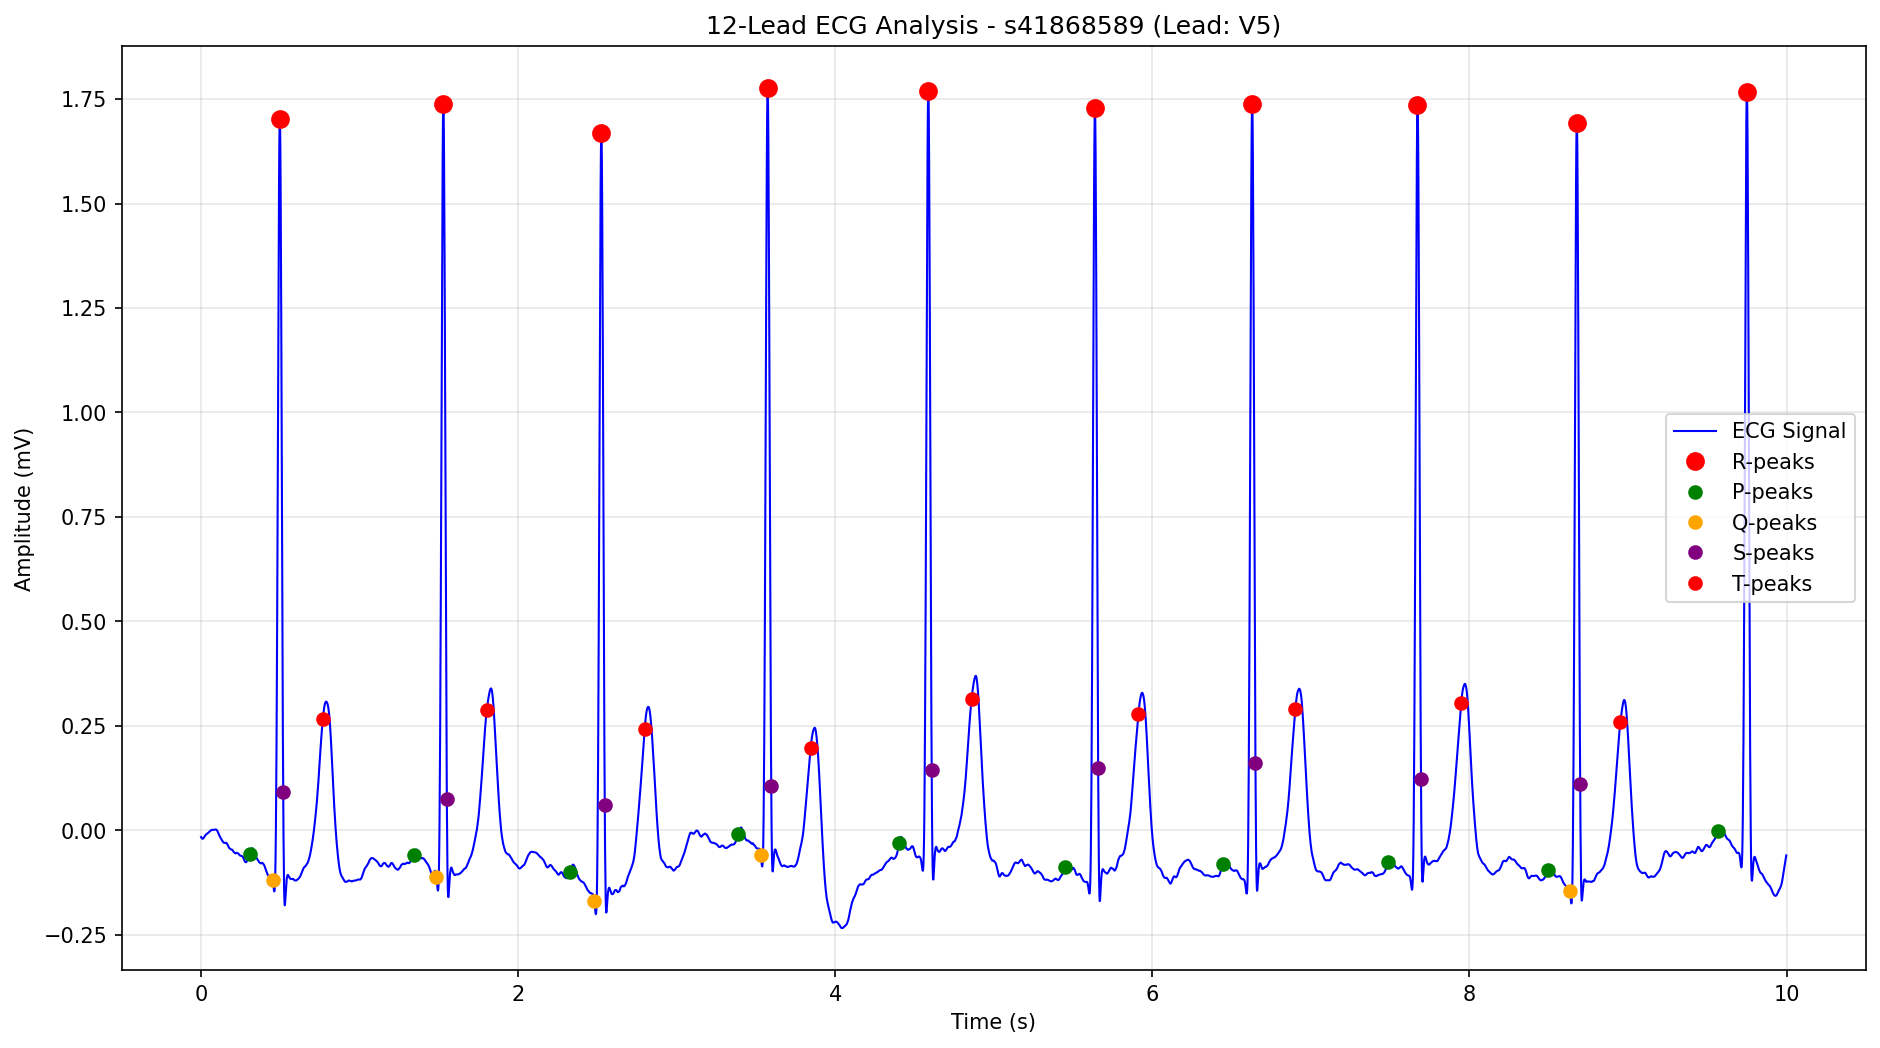 12-Lead ECG Analysis - s41868589 (Lead: V5)
Amplitude (mV)
1.75
1.50
1.25
1.00
0.75
0.50
0.25
0.00
−0.25
ECG Signal
R-peaks
P-peaks
Q-peaks
S-peaks
T-peaks
0 2 4 6 8 10
Time (s)